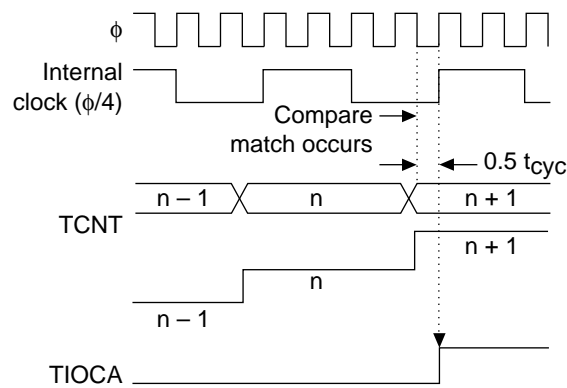 ϕ
Internal
clock (ϕ/4)
Compare
match occurs
0.5 tcyc
n – 1 n n + 1
TCNT
n + 1
n
n – 1
TIOCA